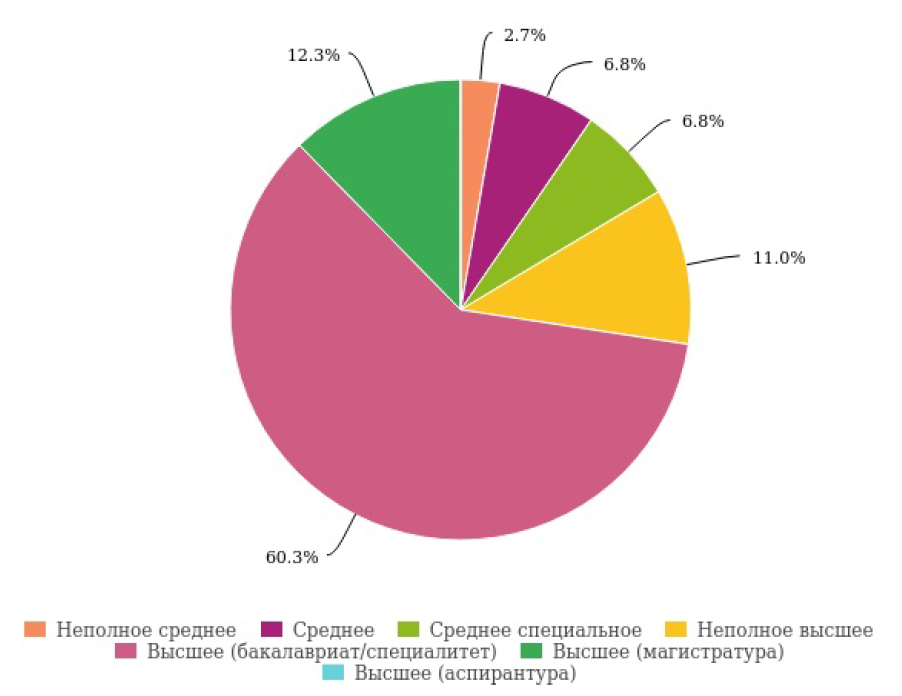 2.7%
12.3%
6.8%
6.8%
11.0%
60.3%
Неполное среднее Среднее Среднее специальное Неполное высшее
Высшее (бакалавриат/специалитет) Высшее (магистратура)
Высшее (аспирантура)